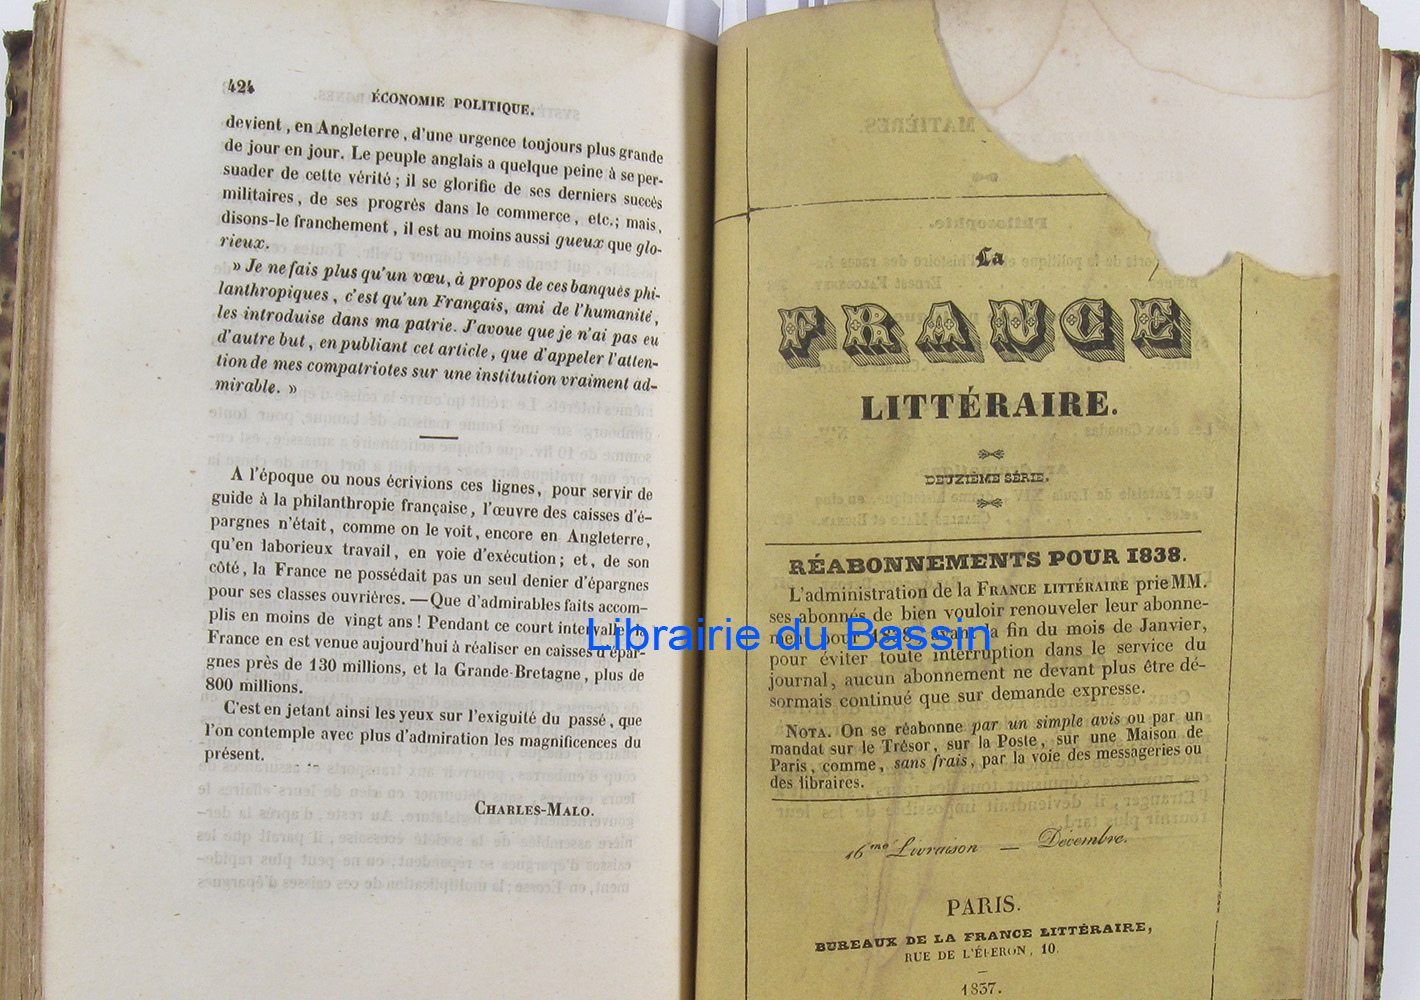 424
ÉCONOMIE POLITIQUE.
devient, en Angleterre, d'une urgence toujours plus grande
de jour en jour. Le peuple anglais a quelque peine à se per-
suader de cette vérité; il se glorifie de ses derniers succès
militaires, de ses progrès dans le commerce, etc.; mais,
disons-le franchement, il est au moins aussi gueux que glo-
rieux.
» Je ne fais plus qu'un vœu, à propos de ces banques phi-
lanthropiques, c'est qu'un Français, ami de l'humanité,
les introduise dans ma patrie. J'avoue que je n'ai pas eu
d'autre but, en publiant cet article, que d'appeler l'atten-
tion de mes compatriotes sur une institution vraiment ad-
mirable. »
A l'époque ou nous écrivions ces lignes, pour servir de
guide à la philanthropie française, l'œuvre des caisses d'é-
pargnes n'était, comme on le voit, encore en Angleterre,
qu'en laborieux travail, en voie d'exécution; et, de son
côté, la France ne possédait pas un seul denier d'épargnes
pour ses classes ouvrières. — Que d'admirables faits accom-
plis en moins de vingt ans! Pendant ce court intervalle, la
France en est venue aujourd'hui à réaliser en caisses d'épar-
gnes près de 130 millions, et la Grande-Bretagne, plus de
800 millions.
C'est en jetant ainsi les yeux sur l'exiguité du passé, que
l'on contemple avec plus d'admiration les magnificences du
présent.
CHARLES-MALO.
La
FRANCE
LITTÉRAIRE.
DEUXIÈME SÉRIE.
RÉABONNEMENTS POUR 1838.
L'administration de la FRANCE LITTÉRAIRE prie MM.
ses abonnés de bien vouloir renouveler leur abonne-
ment pour 1838, avant la fin du mois de Janvier,
pour éviter toute interruption dans le service du
journal, aucun abonnement ne devant plus être dé-
sormais continué que sur demande expresse.
NOTA. On se réabonne par un simple avis ou par un
mandat sur le Trésor, sur la Poste, sur une Maison de
Paris, comme, sans frais, par la voie des messageries ou
des libraires.
16me Livraison — Décembre.
PARIS.
BUREAUX DE LA FRANCE LITTÉRAIRE,
RUE DE L'ÉPERON, 10.
1837.
Librairie du Bassin